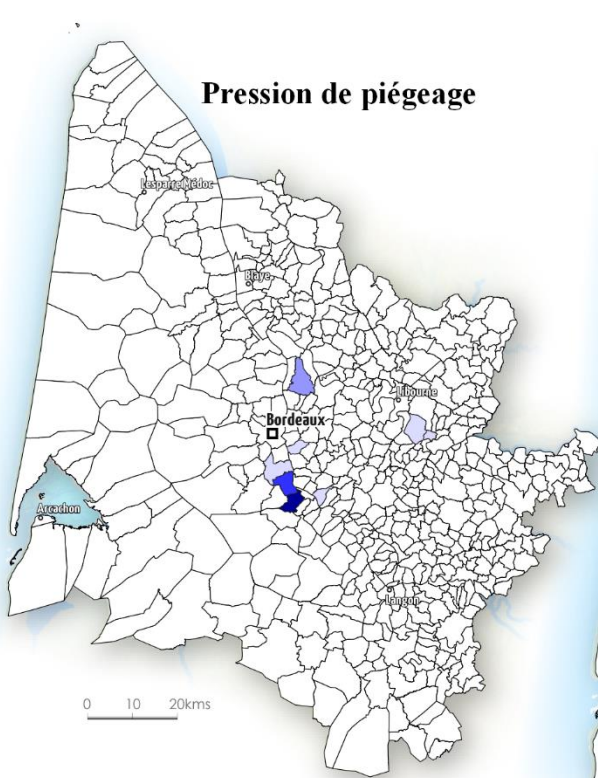 Pression de piégeage
Lesparre-Médoc
Blaye
Libourne
Bordeaux
Arcachon
Langon
0 10 20kms